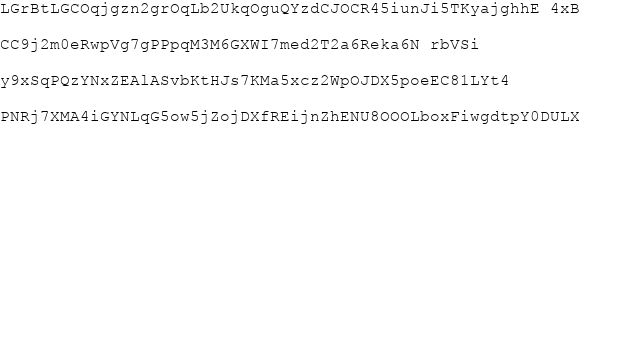 LGrBtLGCOqjgzn2grOqLb2UkqOguQYzdCJOCR45iunJi5TKyajghhE 4xB
CC9j2m0eRwpVg7gPPpqM3M6GXWI7med2T2a6Reka6N rbVSi
y9xSqPQzYNxZEAlASvbKtHJs7KMa5xcz2WpOJDX5poeEC81LYt4
PNRj7XMA4iGYNLqG5ow5jZojDXfREijnZhENU8OOOLboxFiwgdtpY0DULX